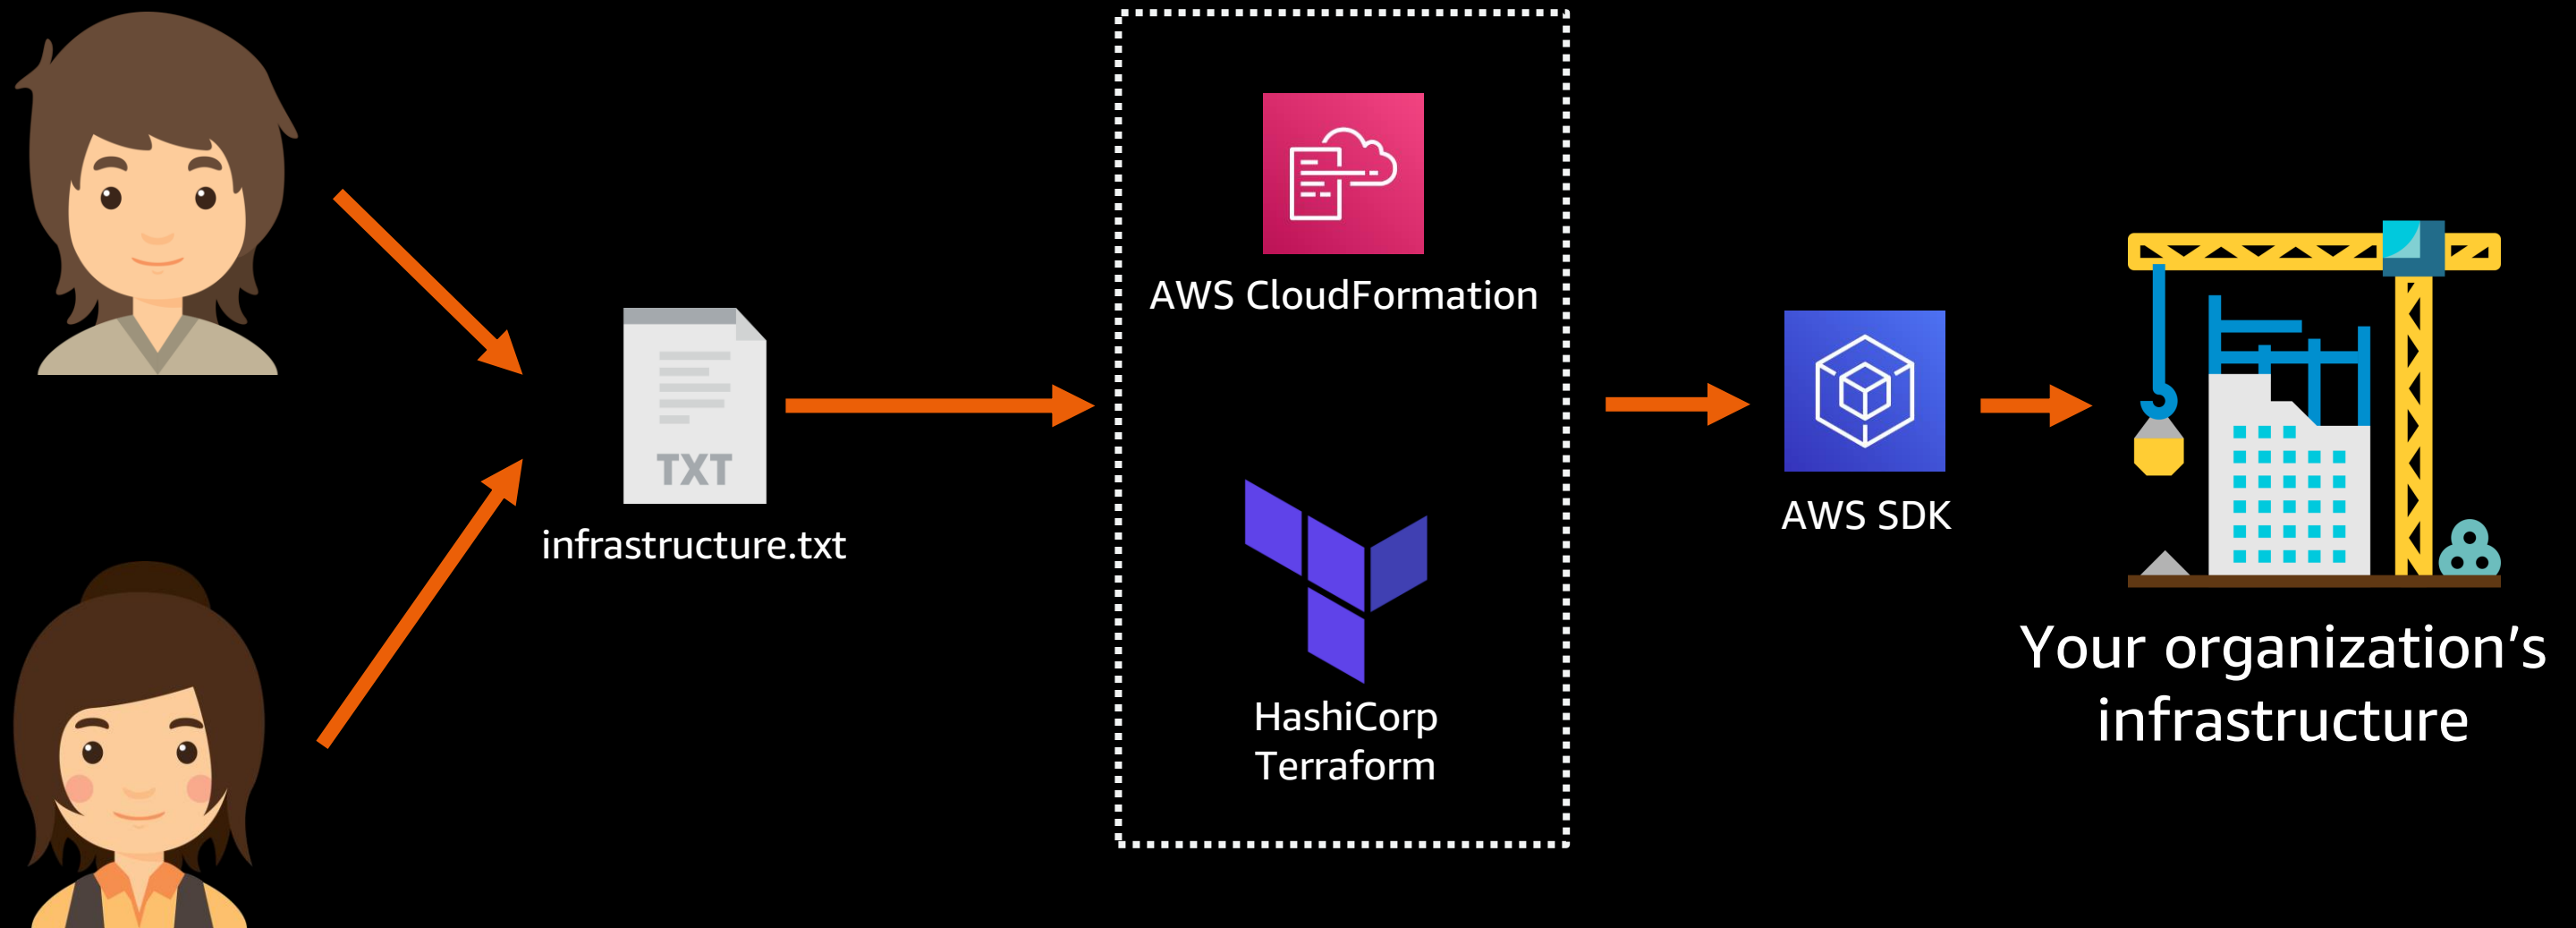 TXT
infrastructure.txt
AWS CloudFormation
HashiCorp
Terraform
AWS SDK
Your organization’s
infrastructure